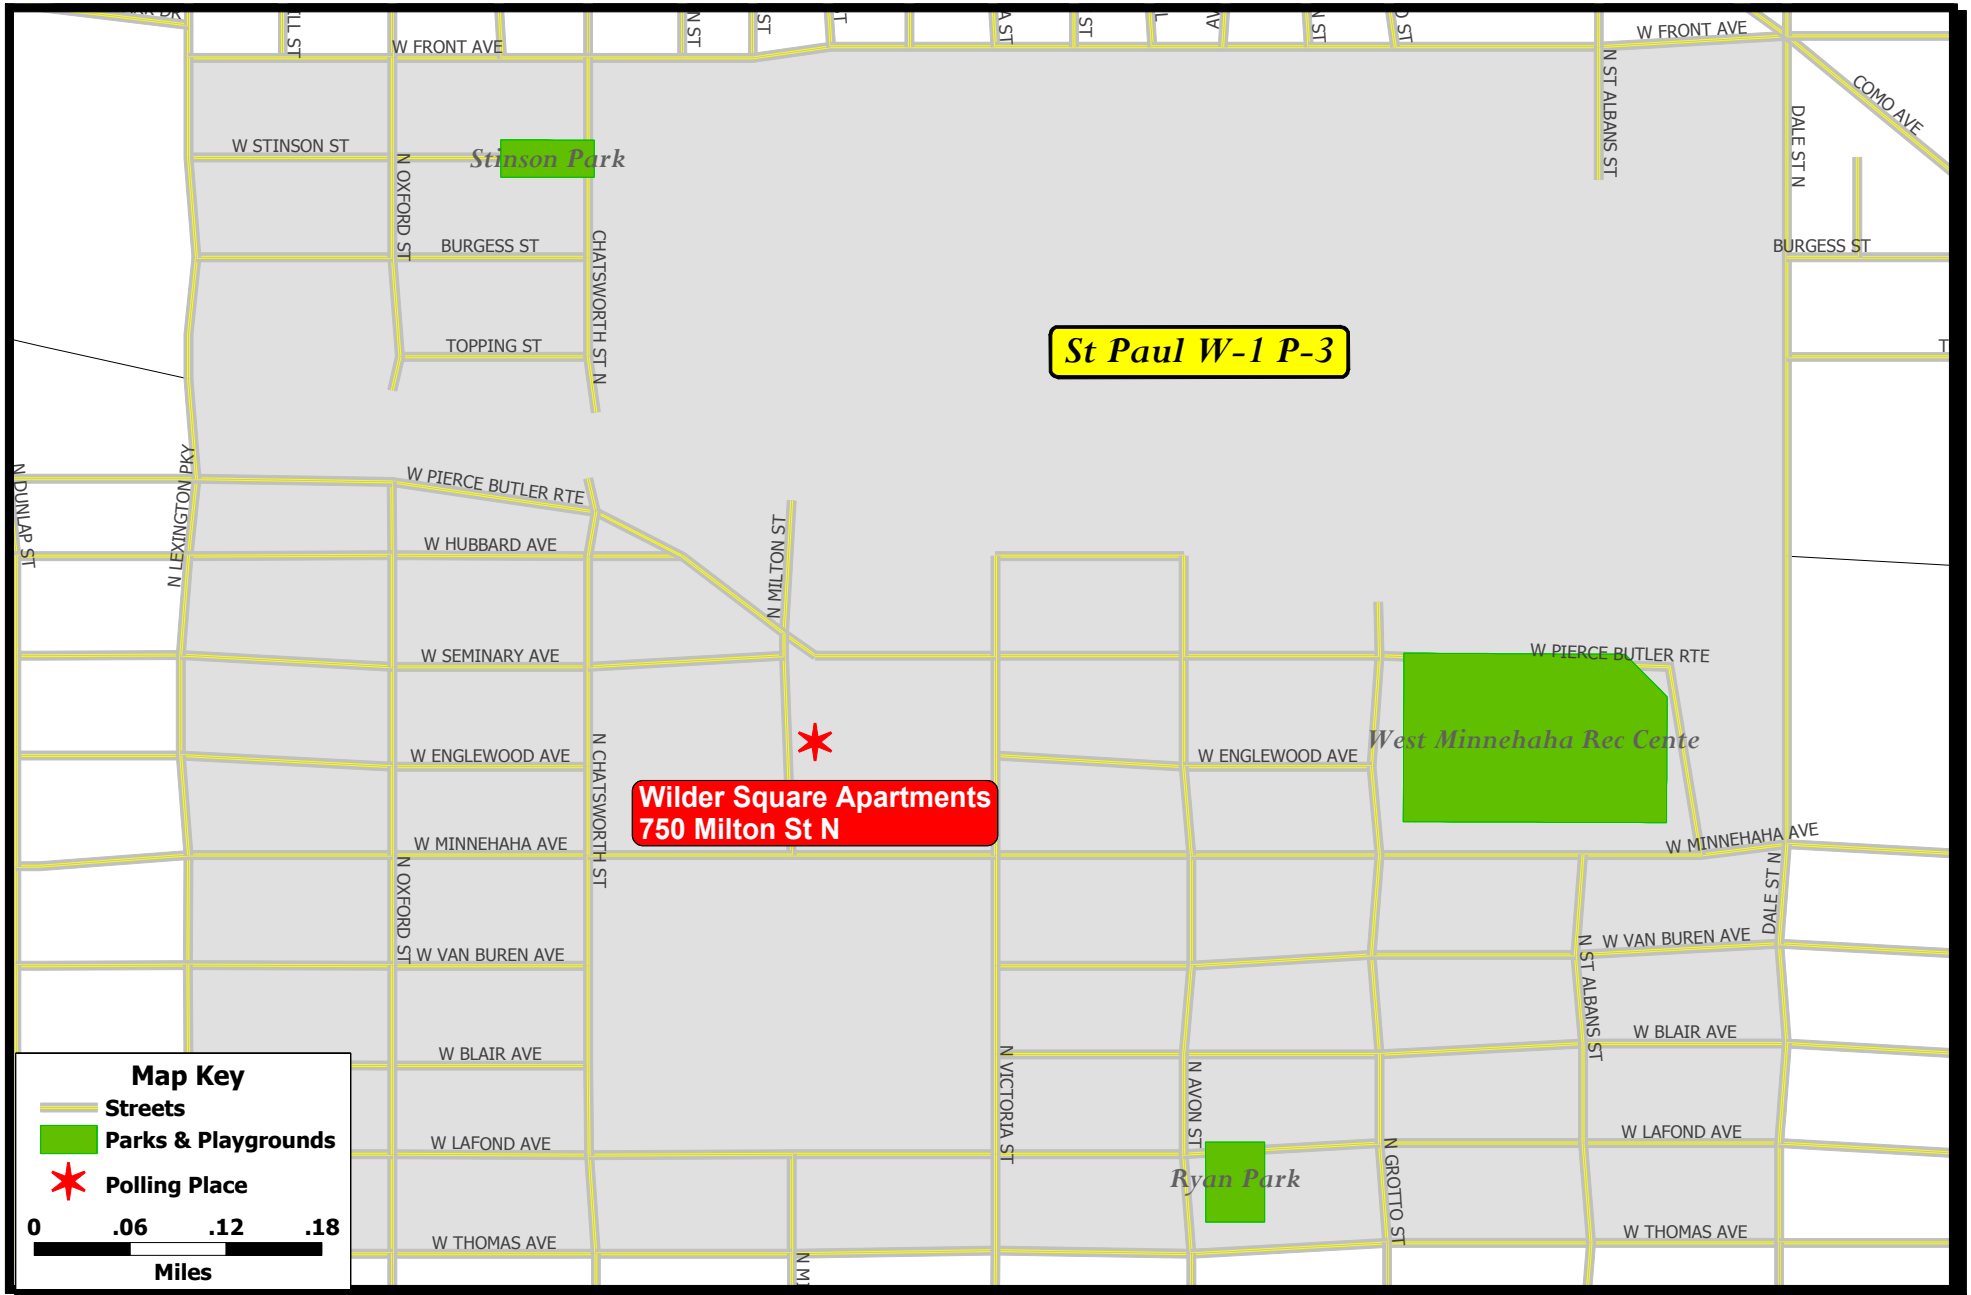 W FRONT AVE
W FRONT AVE
N ST ALBANS ST
COMO AVE
DALE ST N
W STINSON ST
Stinson Park
N OXFORD ST
BURGESS ST
BURGESS ST
CHATSWORTH ST N
TOPPING ST
St Paul W-1 P-3
N DUNLAP ST
N LEXINGTON PKY
W PIERCE BUTLER RTE
W HUBBARD AVE
N MILTON ST
W SEMINARY AVE
W PIERCE BUTLER RTE
W ENGLEWOOD AVE
N CHATSWORTH ST
W ENGLEWOOD AVE
West Minnehaha Rec Cente
Wilder Square Apartments
750 Milton St N
W MINNEHAHA AVE
W MINNEHAHA AVE
N OXFORD ST
DALE ST N
W VAN BUREN AVE
W VAN BUREN AVE
N ST ALBANS ST
W BLAIR AVE
W BLAIR AVE
N VICTORIA ST
N AVON ST
W LAFOND AVE
W LAFOND AVE
N GROTTO ST
Ryan Park
W THOMAS AVE
W THOMAS AVE
Map Key
Streets
Parks & Playgrounds
Polling Place
0 .06 .12 .18
Miles